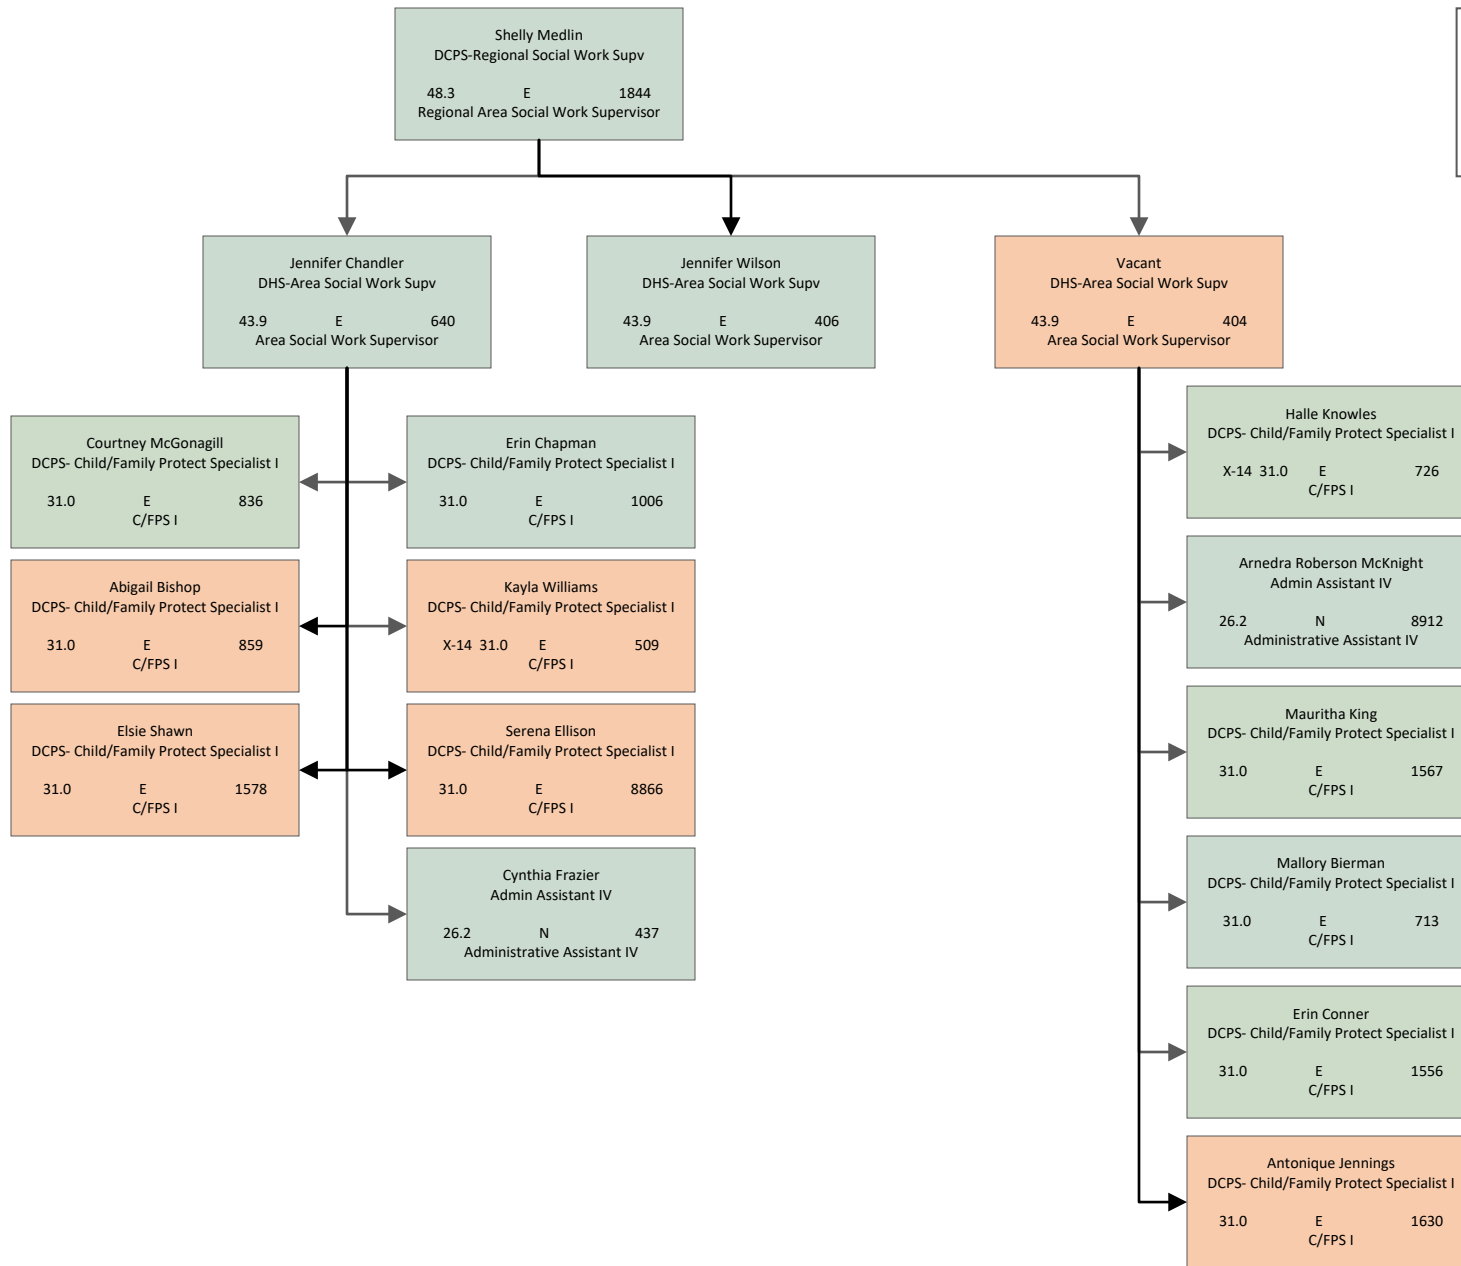 Shelly Medlin
DCPS-Regional Social Work Supv
48.3 E 1844
Regional Area Social Work Supervisor
Jennifer Chandler
DHS-Area Social Work Supv
43.9 E 640
Area Social Work Supervisor
Jennifer Wilson
DHS-Area Social Work Supv
43.9 E 406
Area Social Work Supervisor
Vacant
DHS-Area Social Work Supv
43.9 E 404
Area Social Work Supervisor
Courtney McGonagill
DCPS- Child/Family Protect Specialist I
31.0 E 836
C/FPS I
Erin Chapman
DCPS- Child/Family Protect Specialist I
31.0 E 1006
C/FPS I
Abigail Bishop
DCPS- Child/Family Protect Specialist I
31.0 E 859
C/FPS I
Kayla Williams
DCPS- Child/Family Protect Specialist I
X-14 31.0 E 509
C/FPS I
Elsie Shawn
DCPS- Child/Family Protect Specialist I
31.0 E 1578
C/FPS I
Serena Ellison
DCPS- Child/Family Protect Specialist I
31.0 E 8866
C/FPS I
Cynthia Frazier
Admin Assistant IV
26.2 N 437
Administrative Assistant IV
Halle Knowles
DCPS- Child/Family Protect Specialist I
X-14 31.0 E 726
C/FPS I
Arnedra Roberson McKnight
Admin Assistant IV
26.2 N 8912
Administrative Assistant IV
Mauritha King
DCPS- Child/Family Protect Specialist I
31.0 E 1567
C/FPS I
Mallory Bierman
DCPS- Child/Family Protect Specialist I
31.0 E 713
C/FPS I
Erin Conner
DCPS- Child/Family Protect Specialist I
31.0 E 1556
C/FPS I
Antonique Jennings
DCPS- Child/Family Protect Specialist I
31.0 E 1630
C/FPS I